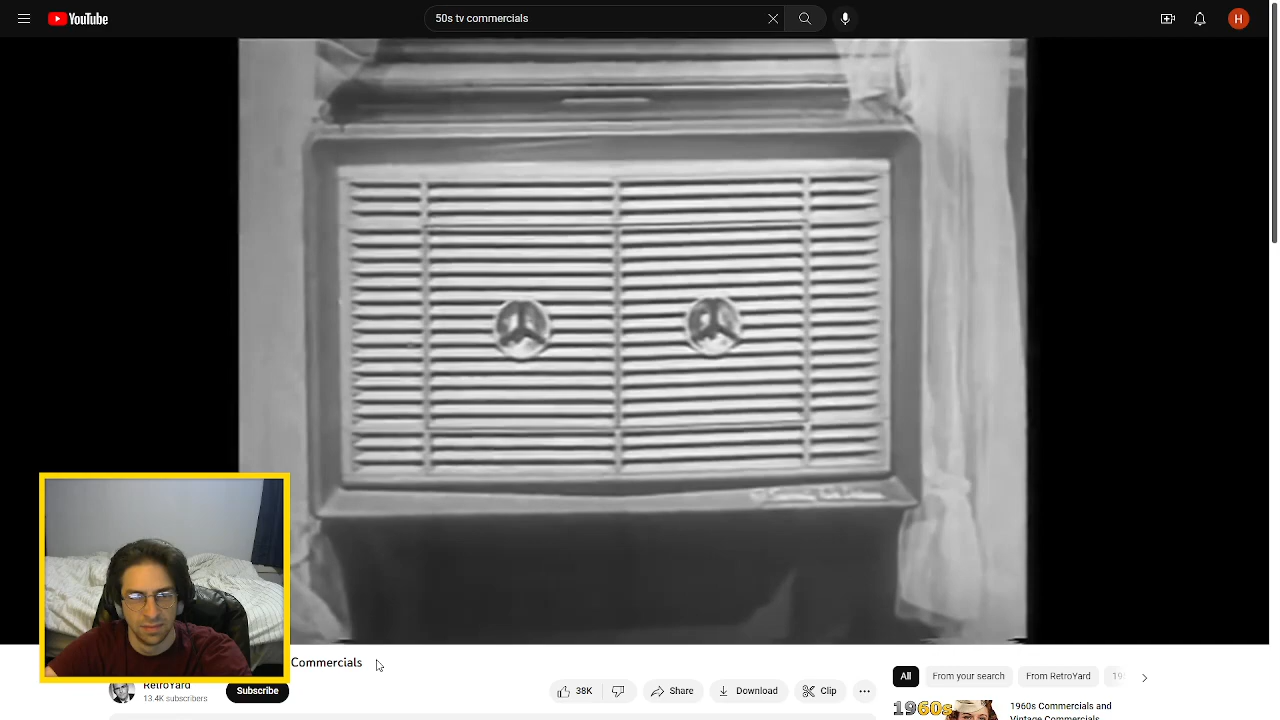 YouTube
50s tv commercials
H
Commercials
RetroYard
13.4K subscribers
Subscribe
38K
Share
Download
Clip
All
From your search
From RetroYard
19
1960s
1960s Commercials and
Vintage Commercials